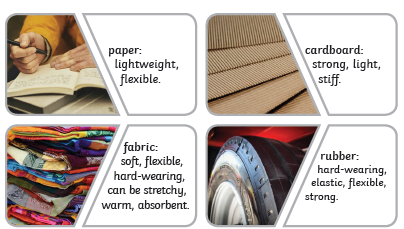 paper:
lightweight,
flexible.
cardboard:
strong, light,
stiff.
fabric:
soft, flexible,
hard-wearing,
can be stretchy,
warm, absorbent.
rubber:
hard-wearing,
elastic, flexible,
strong.